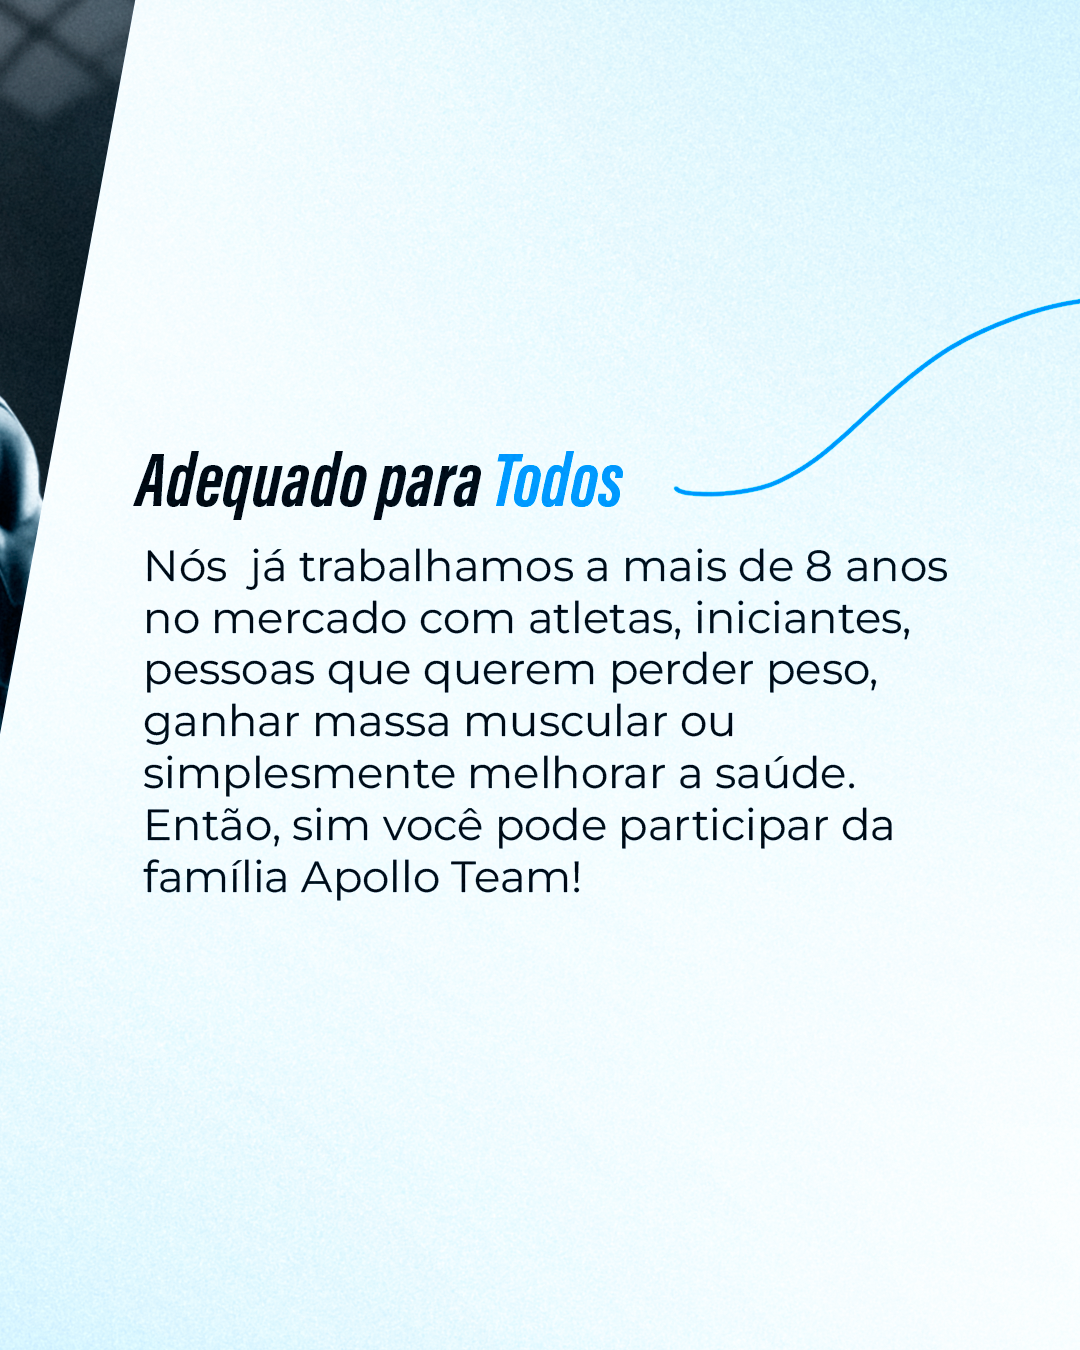 Adequado para Todos
Nós  já trabalhamos a mais de 8 anos
no mercado com atletas, iniciantes,
pessoas que querem perder peso,
ganhar massa muscular ou
simplesmente melhorar a saúde.
Então, sim você pode participar da
família Apollo Team!